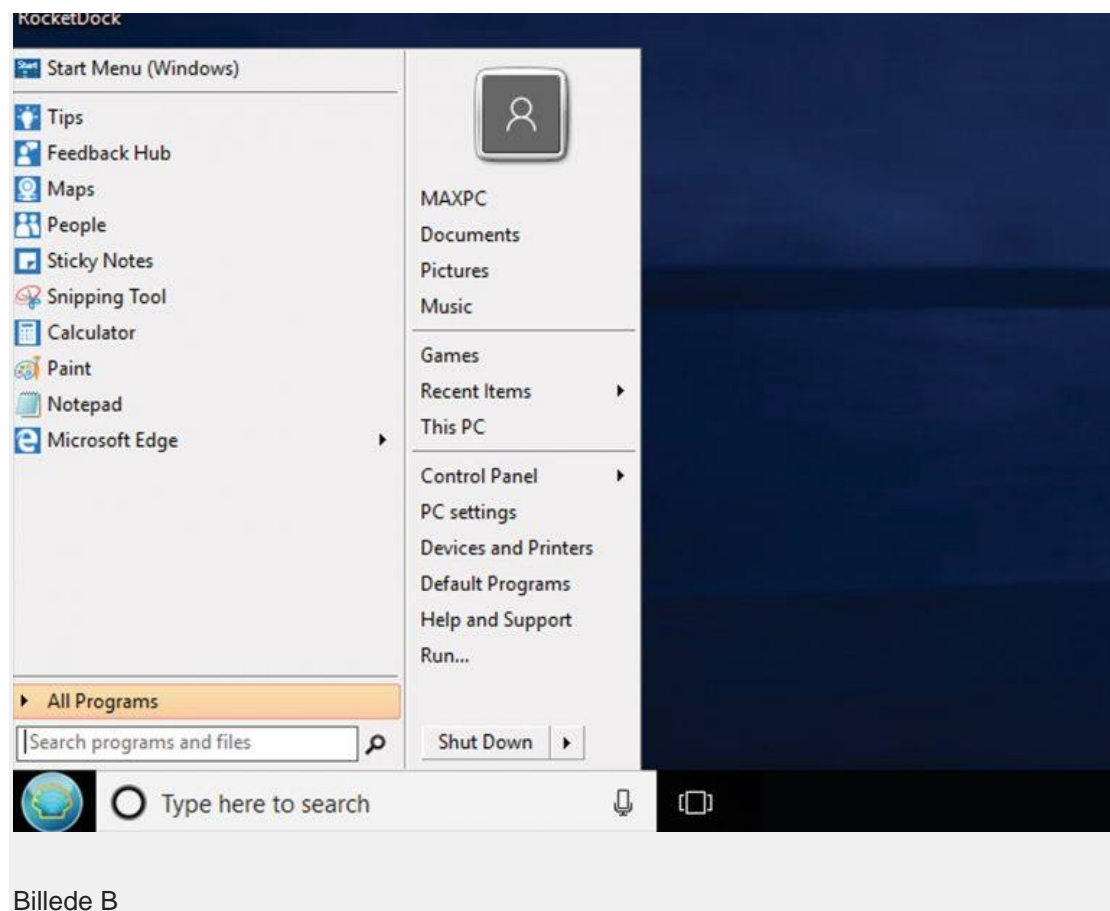 RocketDock
Start
Start Menu (Windows)
Tips
Feedback Hub
Maps
People
Sticky Notes
Snipping Tool
Calculator
Paint
Notepad
Microsoft Edge
All Programs
Search programs and files
MAXPC
Documents
Pictures
Music
Games
Recent Items
This PC
Control Panel
PC settings
Devices and Printers
Default Programs
Help and Support
Run...
Shut Down
Type here to search
Billede B